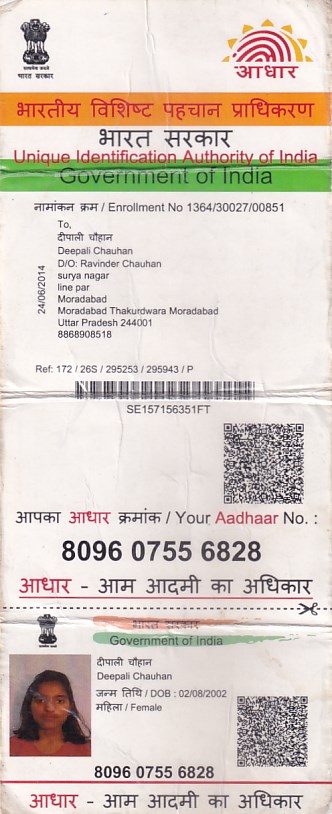 सत्यमेव जयते
भारत सरकार
आधार
भारतीय विशिष्ट पहचान प्राधिकरण
भारत सरकार
Unique Identification Authority of India
Government of India
नामांकन क्रम / Enrollment No 1364/30027/00851
24/06/2014
To,
दीपाली चौहान
Deepali Chauhan
D/O: Ravinder Chauhan
surya nagar
line par
Moradabad
Moradabad Thakurdwara Moradabad
Uttar Pradesh 244001
8868908518
Ref: 172 / 26S / 295253 / 295943 / P
SE157156351FT
आपका आधार क्रमांक / Your Aadhaar No. :
8096 0755 6828
आधार - आम आदमी का अधिकार
भारत सरकार
Government of India
दीपाली चौहान
Deepali Chauhan
जन्म तिथि / DOB : 02/08/2002
महिला / Female
8096 0755 6828
आधार - आम आदमी का अधिकार